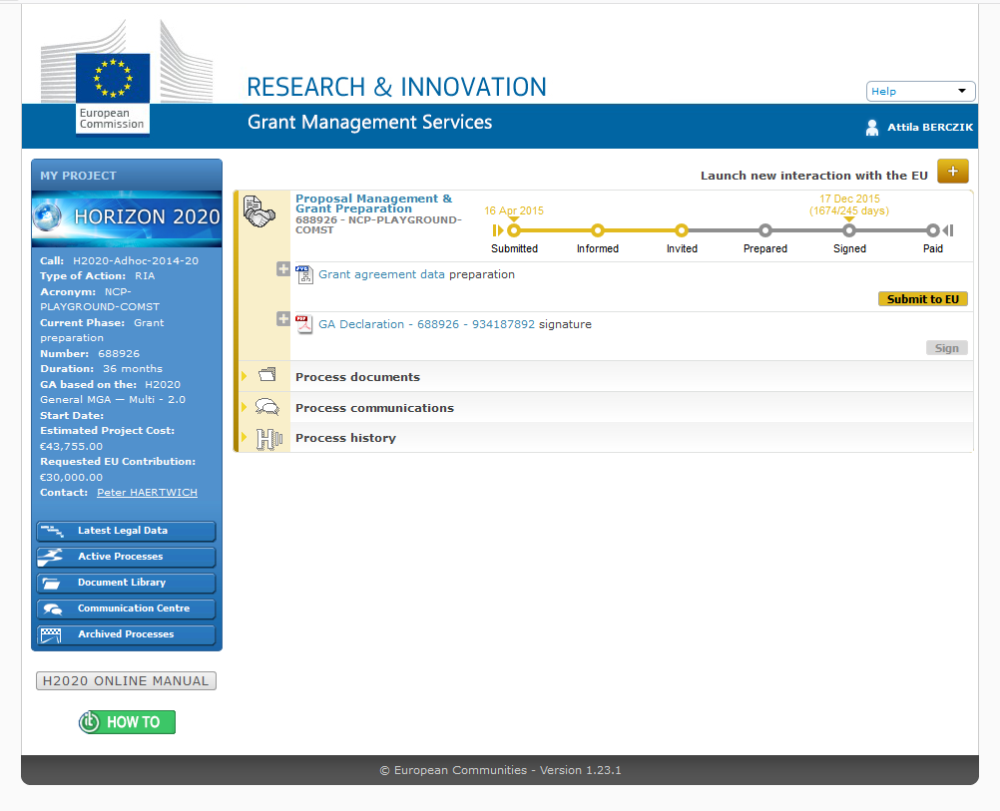 RESEARCH & INNOVATION
Help
European
Commission
Grant Management Services
Attila BERCZIK
MY PROJECT
HORIZON 2020
Call: H2020-Adhoc-2014-20
Type of Action: RIA
Acronym: NCP-
PLAYGROUND-COMST
Current Phase: Grant
preparation
Number: 688926
Duration: 36 months
GA based on the: H2020
General MGA — Multi - 2.0
Start Date:
Estimated Project Cost:
€43,755.00
Requested EU Contribution:
€30,000.00
Contact: Peter HAERTWICH
Latest Legal Data
Active Processes
Document Library
Communication Centre
Archived Processes
H2020 ONLINE MANUAL
it HOW TO
Launch new interaction with the EU +
Proposal Management &
Grant Preparation
688926 - NCP-PLAYGROUND-
COMST
16 Apr 2015
17 Dec 2015
(1674/245 days)
Submitted Informed Invited Prepared Signed Paid
Grant agreement data preparation
Submit to EU
PDF
GA Declaration - 688926 - 934187892 signature
Sign
Process documents
Process communications
Process history
© European Communities - Version 1.23.1